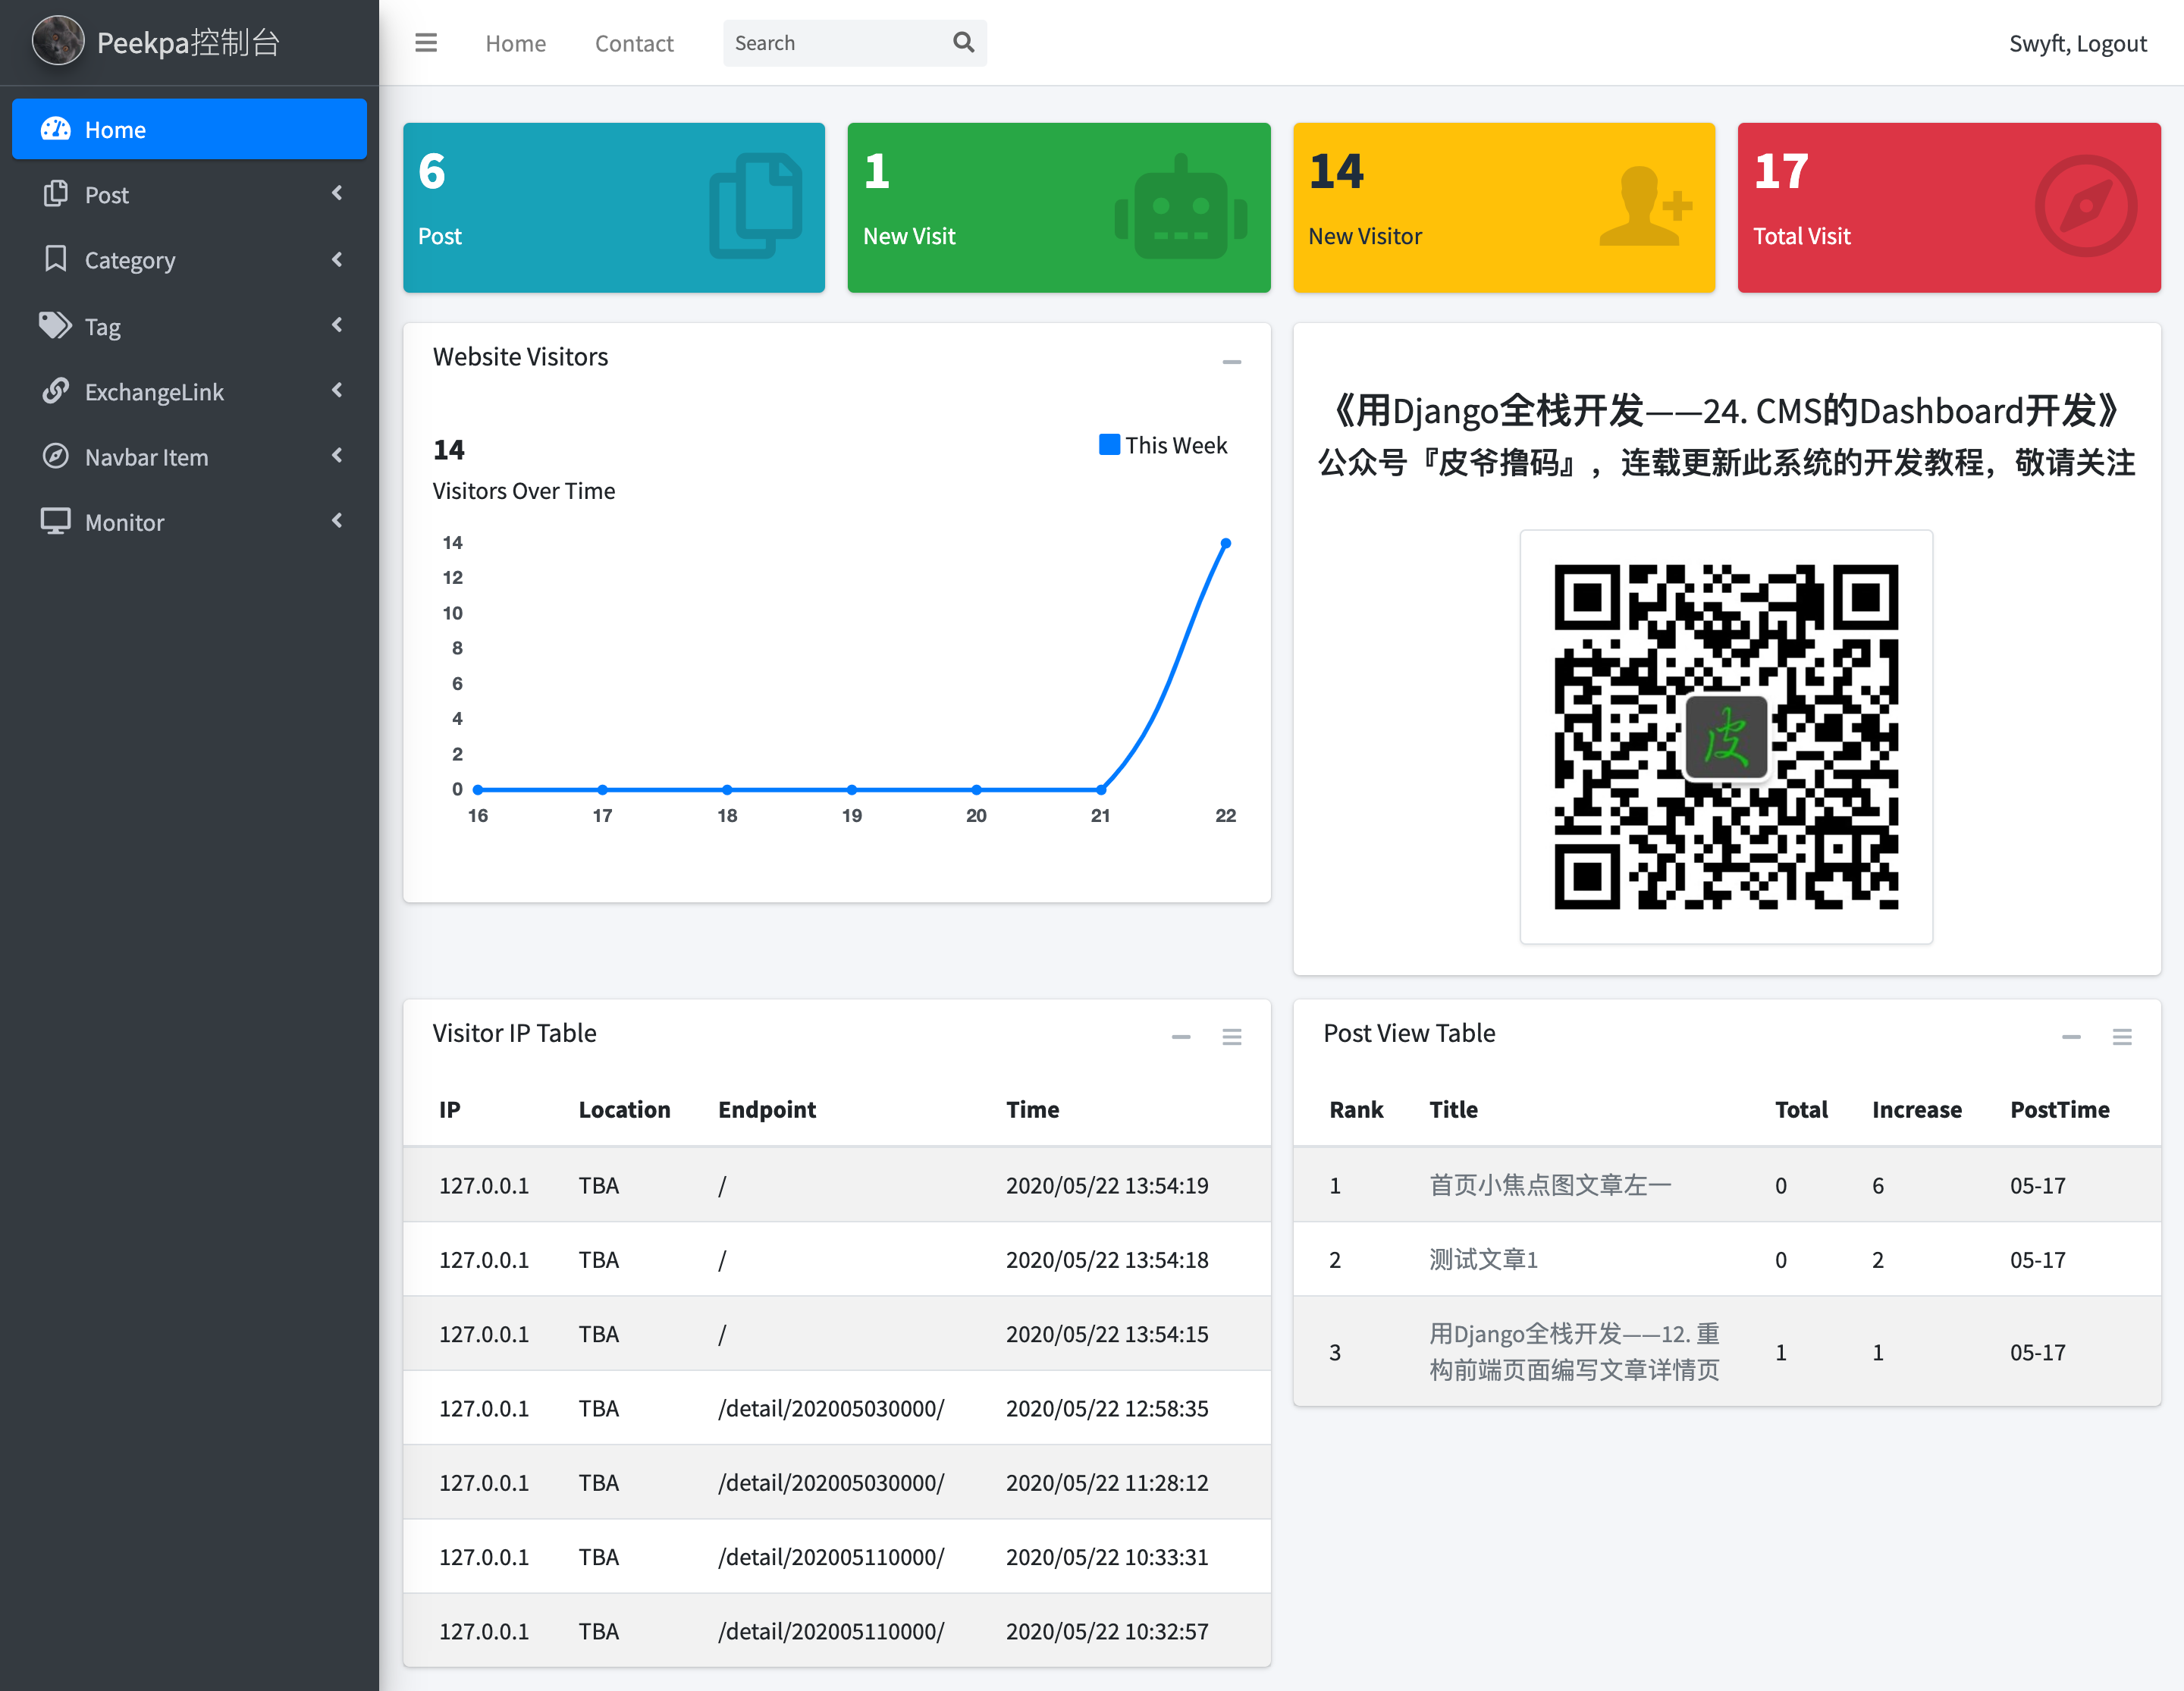 Peekpa控制台
Home
Contact
Search
Swyft, Logout
Home
Post
Category
Tag
ExchangeLink
Navbar Item
Monitor
6
Post
1
New Visit
14
New Visitor
17
Total Visit
Website Visitors
14
This Week
Visitors Over Time
14
12
10
8
6
4
2
0
16 17 18 19 20 21 22
《用Django全栈开发——24. CMS的Dashboard开发》
公众号『皮爷撸码』，连载更新此系统的开发教程，敬请关注
皮
Visitor IP Table
IP Location Endpoint Time
127.0.0.1 TBA / 2020/05/22 13:54:19
127.0.0.1 TBA / 2020/05/22 13:54:18
127.0.0.1 TBA / 2020/05/22 13:54:15
127.0.0.1 TBA /detail/202005030000/ 2020/05/22 12:58:35
127.0.0.1 TBA /detail/202005030000/ 2020/05/22 11:28:12
127.0.0.1 TBA /detail/202005110000/ 2020/05/22 10:33:31
127.0.0.1 TBA /detail/202005110000/ 2020/05/22 10:32:57
Post View Table
Rank Title Total Increase PostTime
1 首页小焦点图文章左一 0 6 05-17
2 测试文章1 0 2 05-17
3 用Django全栈开发——12. 重 1 1 05-17
构前端页面编写文章详情页